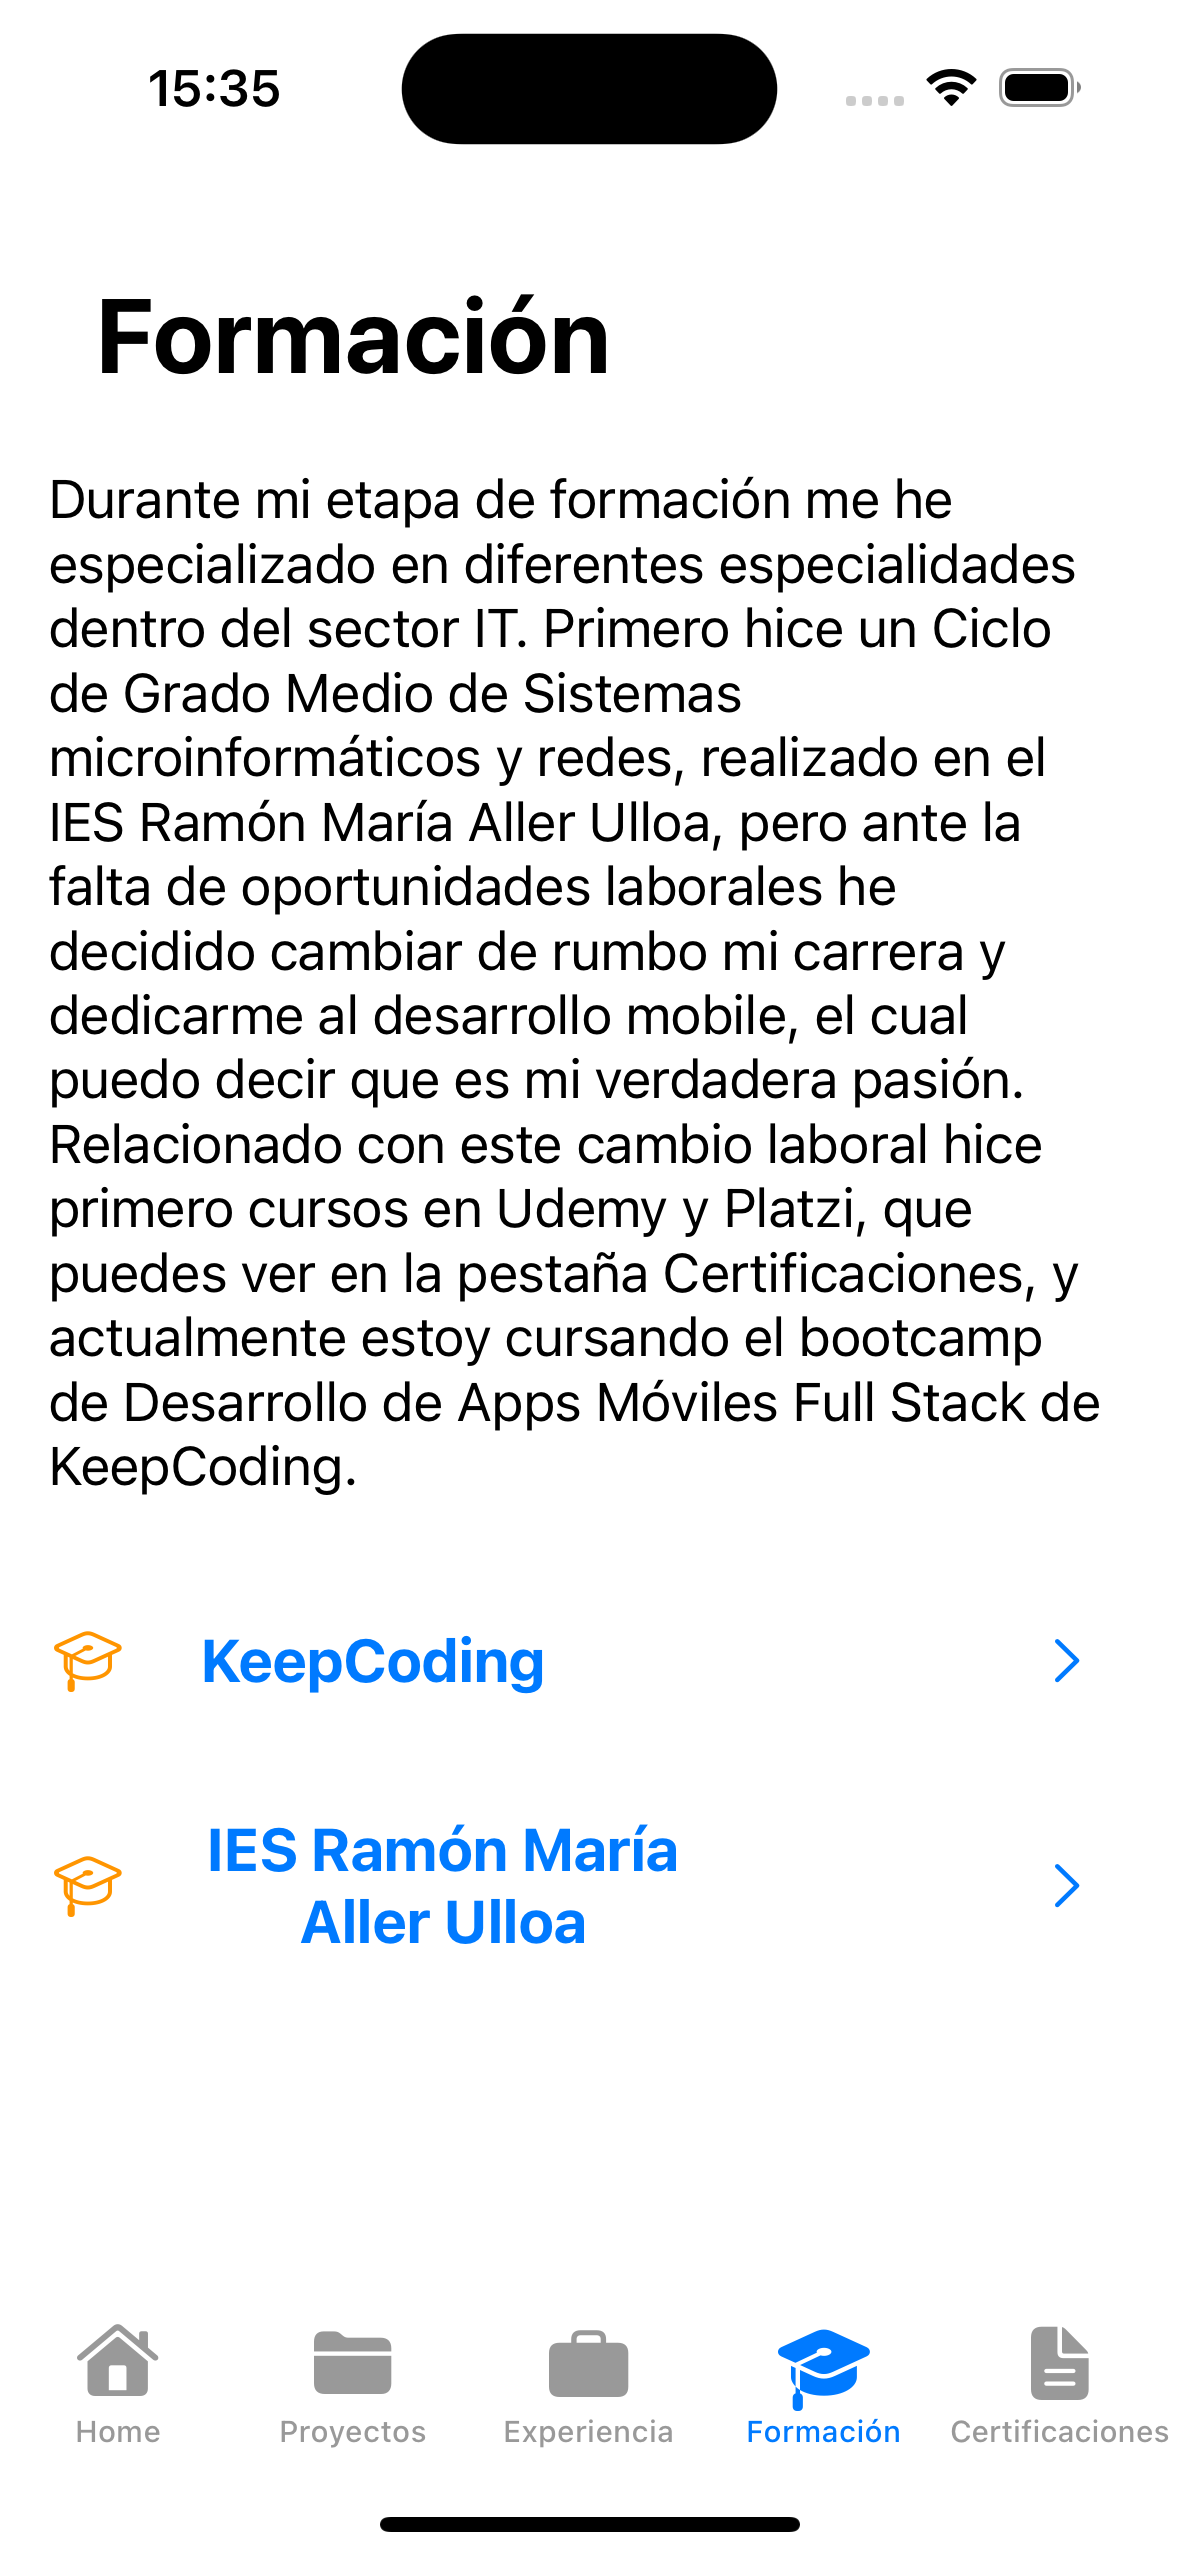 15:35
Formación
Durante mi etapa de formación me he
especializado en diferentes especialidades
dentro del sector IT. Primero hice un Ciclo
de Grado Medio de Sistemas
microinformáticos y redes, realizado en el
IES Ramón María Aller Ulloa, pero ante la
falta de oportunidades laborales he
decidido cambiar de rumbo mi carrera y
dedicarme al desarrollo mobile, el cual
puedo decir que es mi verdadera pasión.
Relacionado con este cambio laboral hice
primero cursos en Udemy y Platzi, que
puedes ver en la pestaña Certificaciones, y
actualmente estoy cursando el bootcamp
de Desarrollo de Apps Móviles Full Stack de
KeepCoding.
KeepCoding
IES Ramón María
Aller Ulloa
Home
Proyectos
Experiencia
Formación
Certificaciones